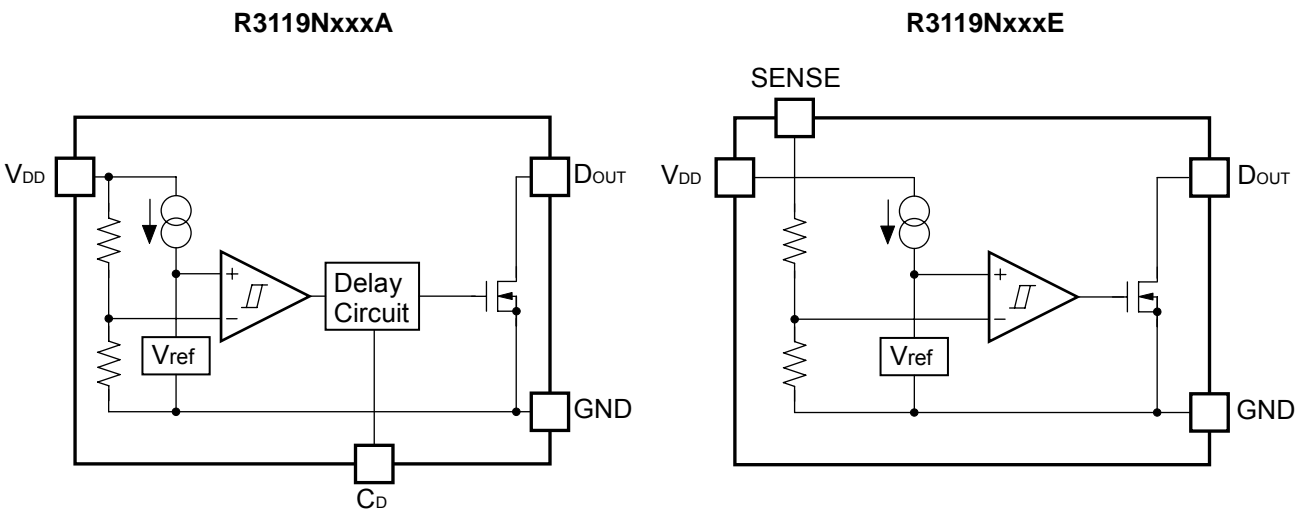 R3119NxxxA
VDD
DOUT
+
−
Delay
Circuit
Vref
GND
CD
R3119NxxxE
SENSE
VDD
DOUT
+
−
Vref
GND